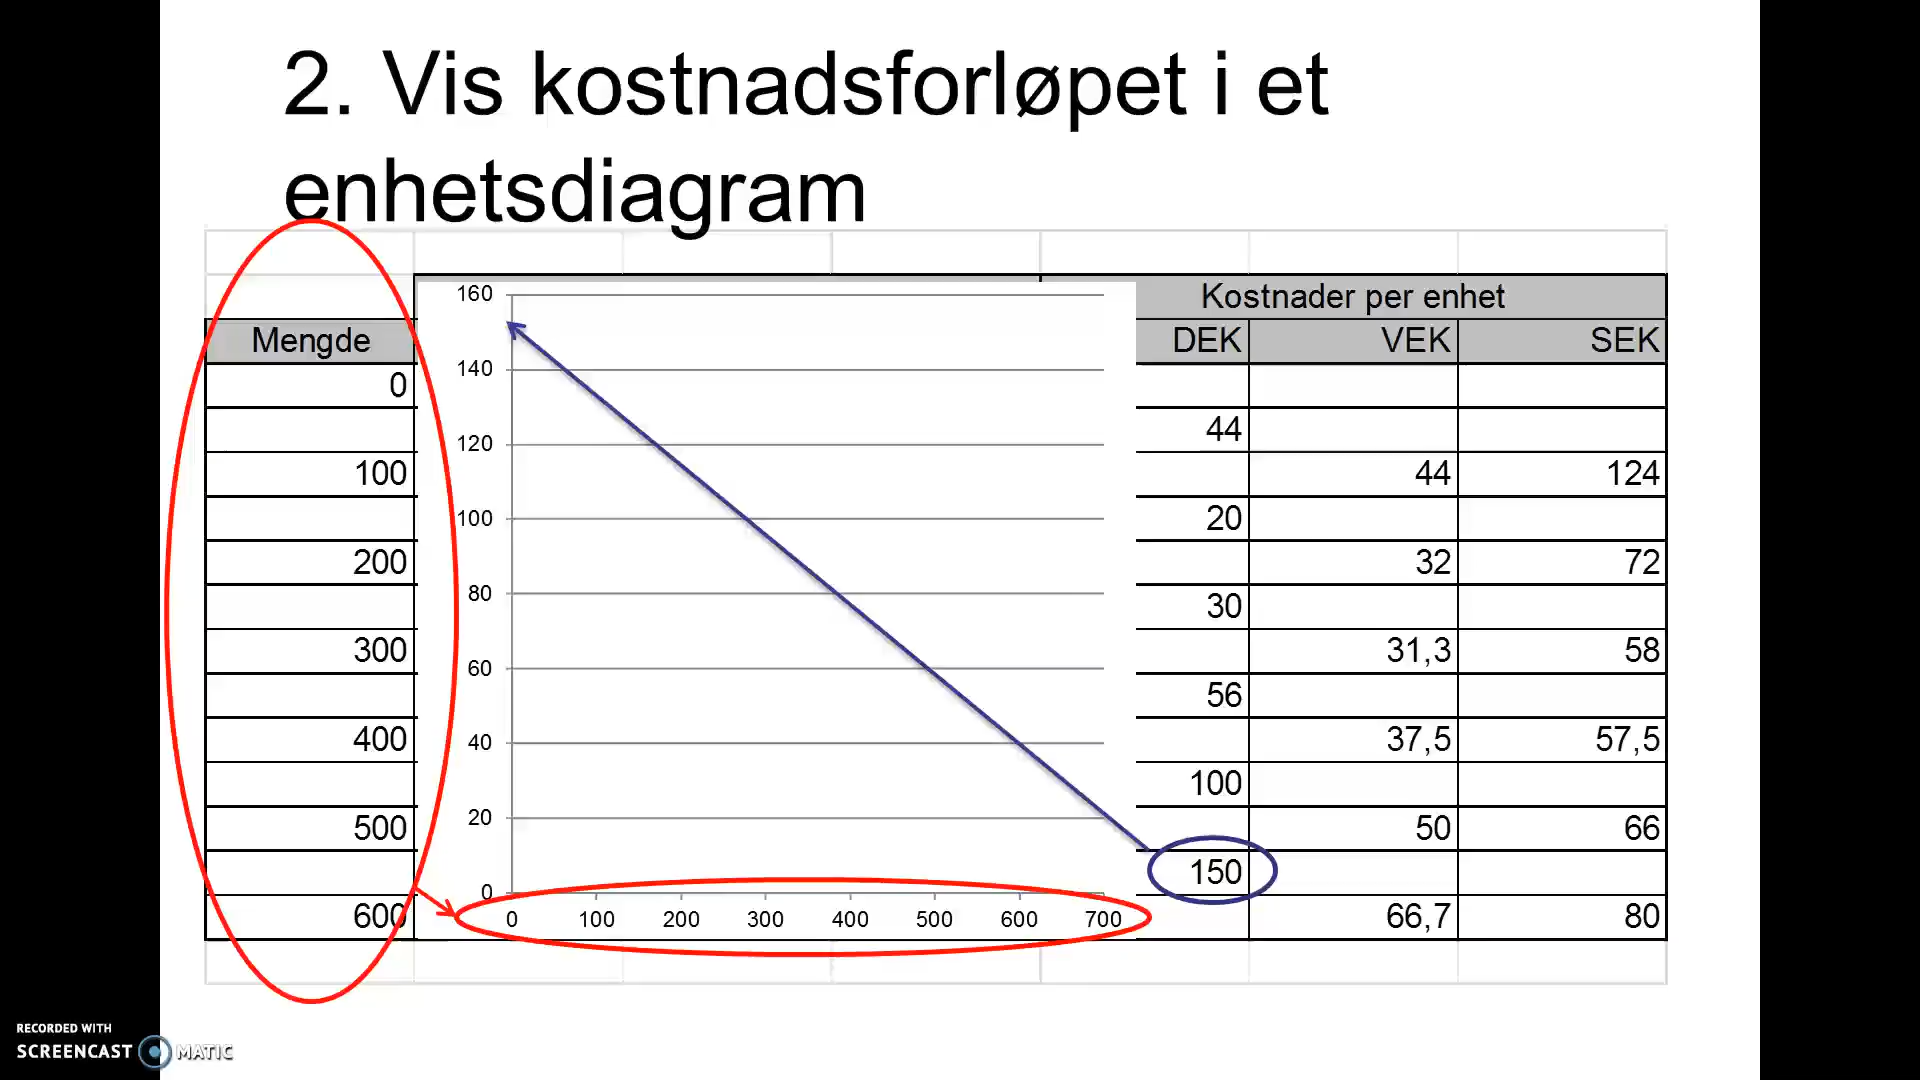 2. Vis kostnadsforløpet i et
enhetsdiagram
Kostnader per enhet
Mengde DEK VEK SEK
0
44
100 44 124
20
200 32 72
30
300 31,3 58
56
400 37,5 57,5
100
500 50 66
150
600 66,7 80
160
140
120
100
80
60
40
20
0
0 100 200 300 400 500 600 700
RECORDED WITH
SCREENCAST MATIC